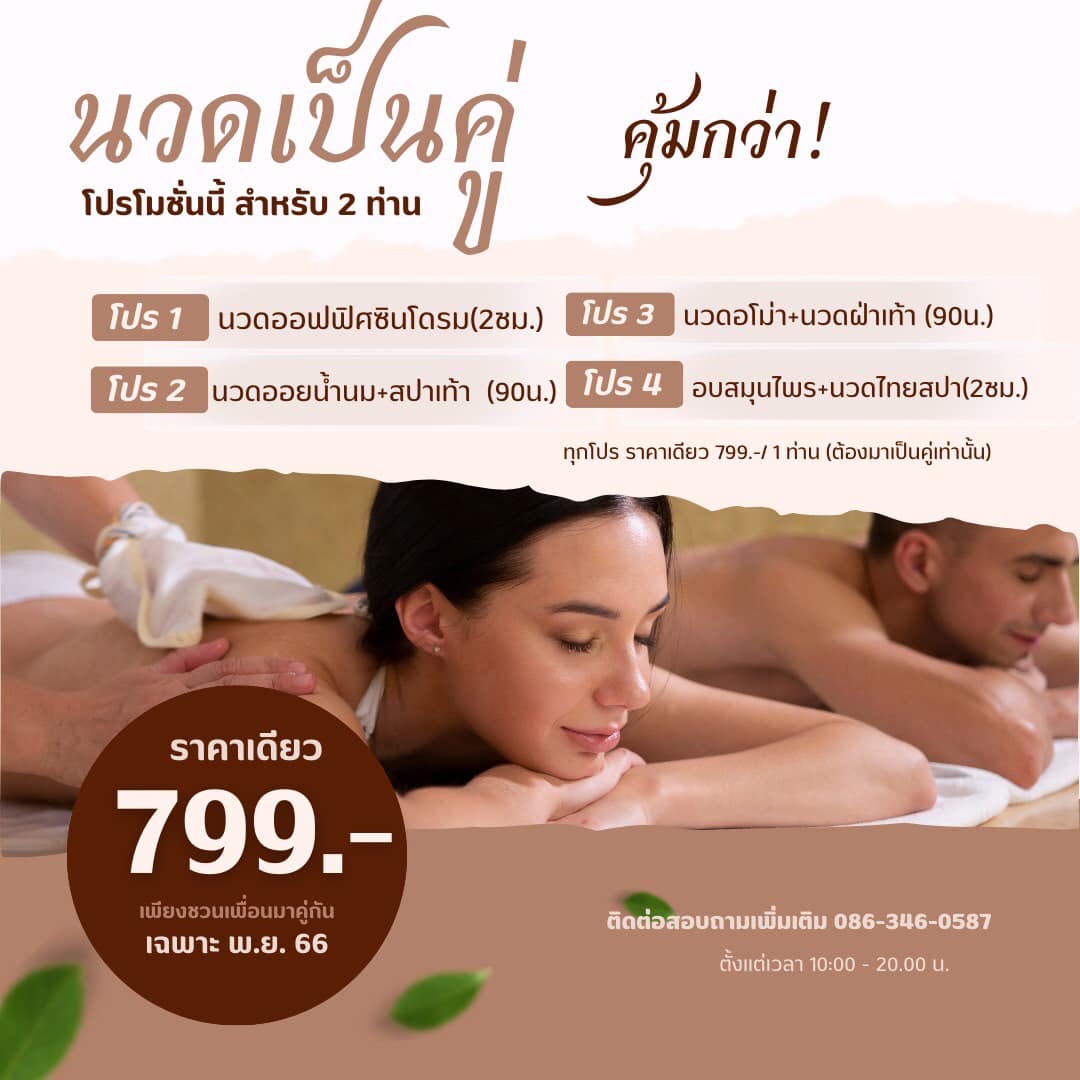 นวดเป็นคู่
คุ้มกว่า!
โปรโมชั่นนี้ สำหรับ 2 ท่าน
โปร 1 นวดออฟฟิศซินโดรม(2ชม.)
โปร 2 นวดออยน้ำนม+สปาเท้า (90น.)
โปร 3 นวดอโม่า+นวดฝ่าเท้า (90น.)
โปร 4 อบสมุนไพร+นวดไทยสปา(2ชม.)
ทุกโปร ราคาเดียว 799.-/ 1 ท่าน (ต้องมาเป็นคู่เท่านั้น)
ราคาเดียว
799.-
เพียงชวนเพื่อนมาคู่กัน
เฉพาะ พ.ย. 66
ติดต่อสอบถามเพิ่มเติม 086-346-0587
ตั้งแต่เวลา 10:00 - 20.00 น.